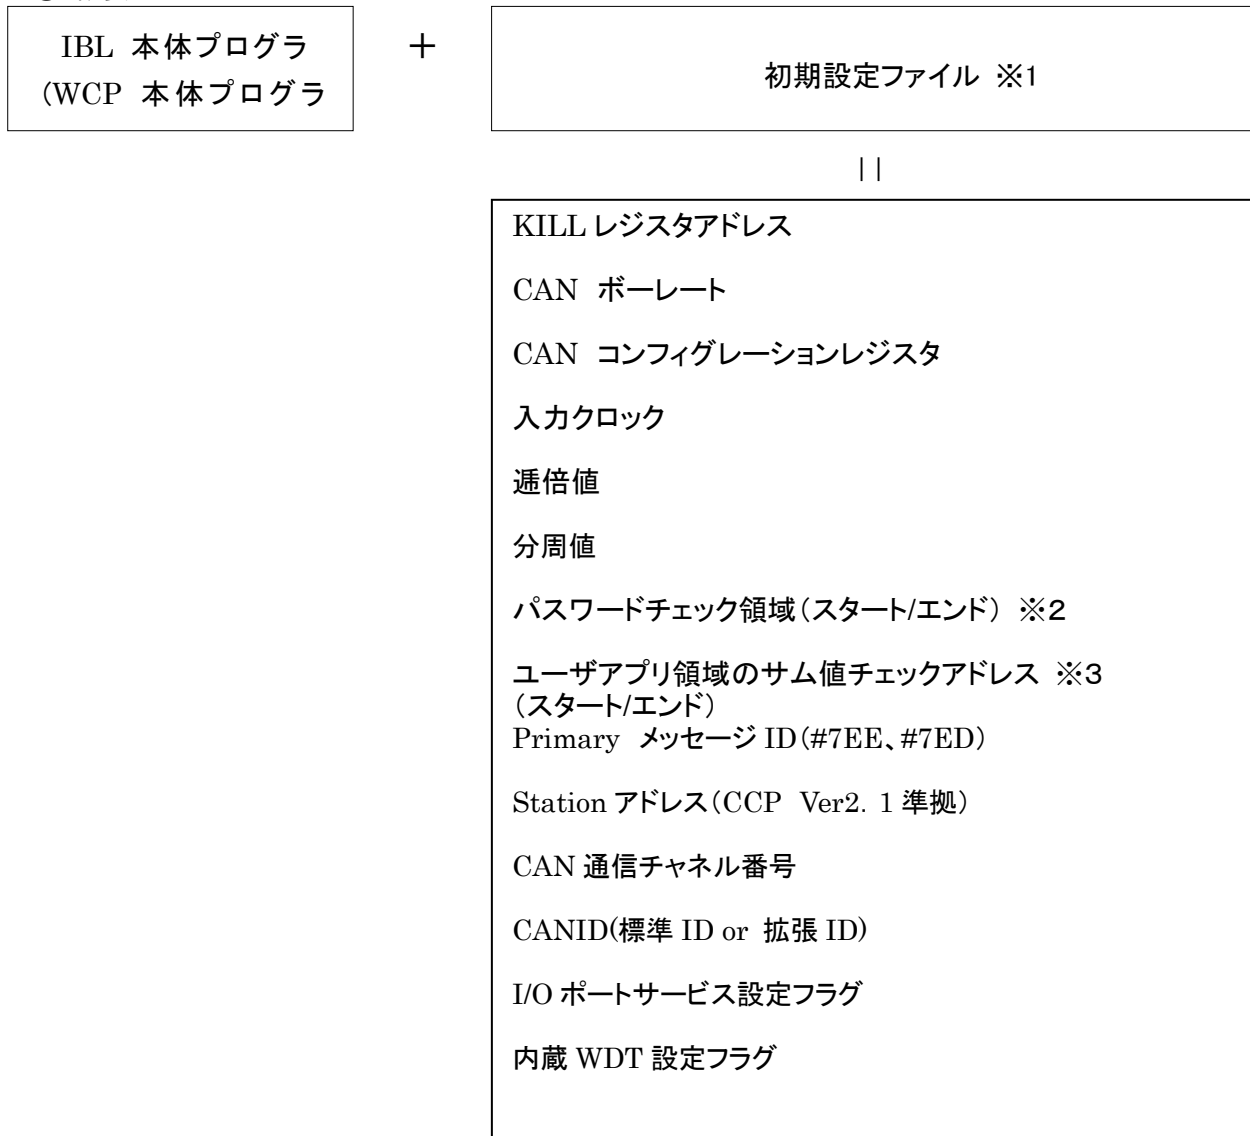 IBL 本体プログラ
(WCP 本体プログラ
＋
初期設定ファイル ※1
||
KILL レジスタアドレス
CAN ボーレート
CAN コンフィグレーションレジスタ
入力クロック
逓倍値
分周値
パスワードチェック領域（スタート/エンド） ※２
ユーザアプリ領域のサム値チェックアドレス ※３
（スタート/エンド）
Primary メッセージ ID（#7EE、#7ED）
Station アドレス（CCP Ver2．1 準拠）
CAN 通信チャネル番号
CANID(標準 ID or 拡張 ID)
I/O ポートサービス設定フラグ
内蔵 WDT 設定フラグ